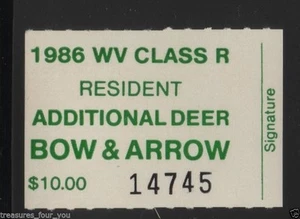 1986 WV CLASS R
RESIDENT
ADDITIONAL DEER
BOW & ARROW
$10.00 14745
Signature
treasures_four_you